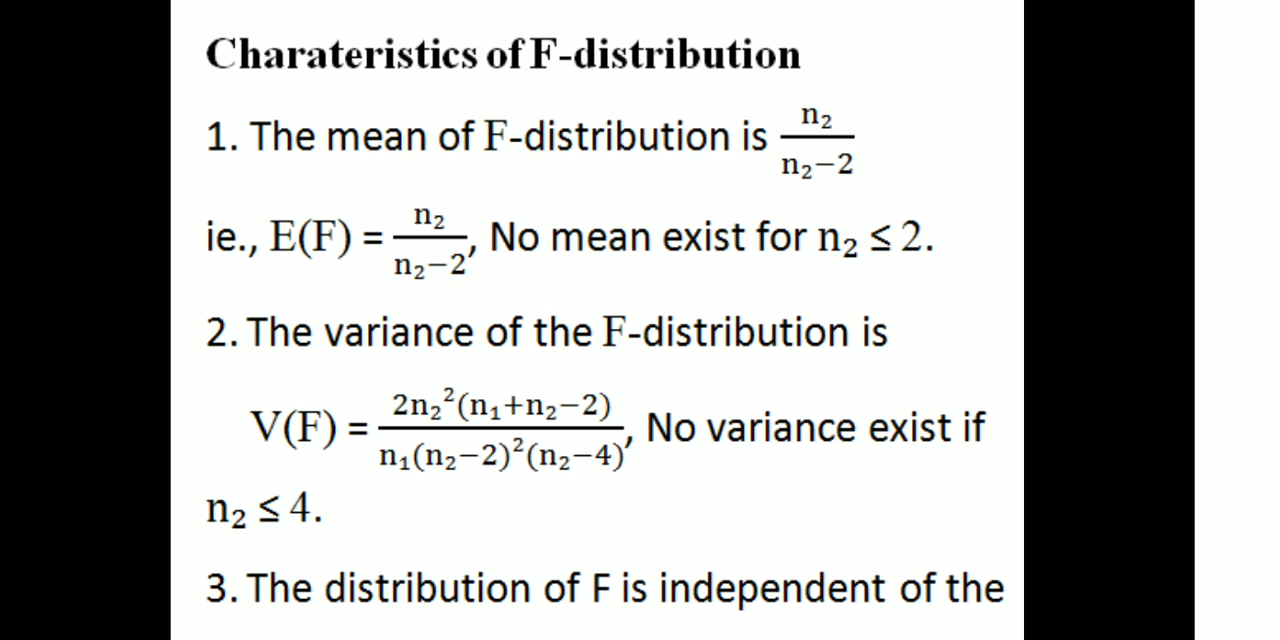 Charateristics of F-distribution
1. The mean of F-distribution is n₂/(n₂−2)
ie., E(F) = n₂/(n₂−2), No mean exist for n₂ ≤ 2.
2. The variance of the F-distribution is
V(F) = 2n₂²(n₁+n₂−2)/(n₁(n₂−2)²(n₂−4)), No variance exist if
n₂ ≤ 4.
3. The distribution of F is independent of the